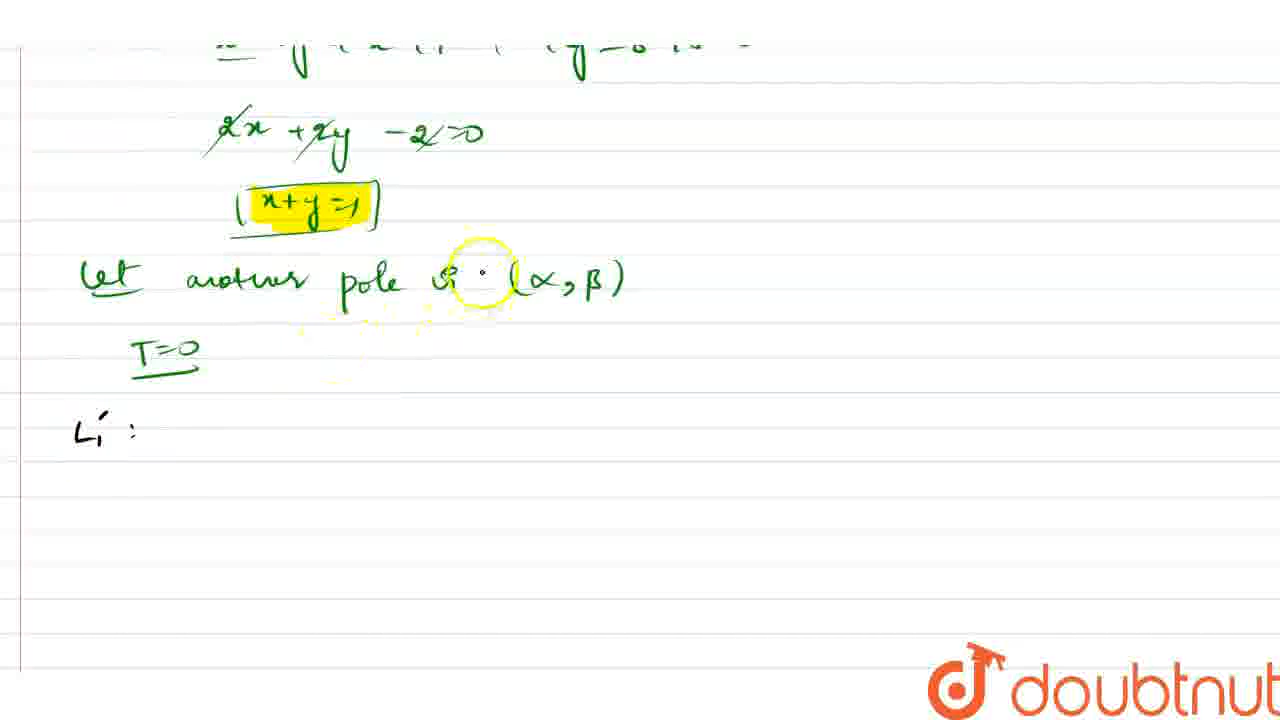 2x + 2y - 2 = 0
x + y = 1
Let another pole is (α, β)
T = 0
L₁' :
doubtnut